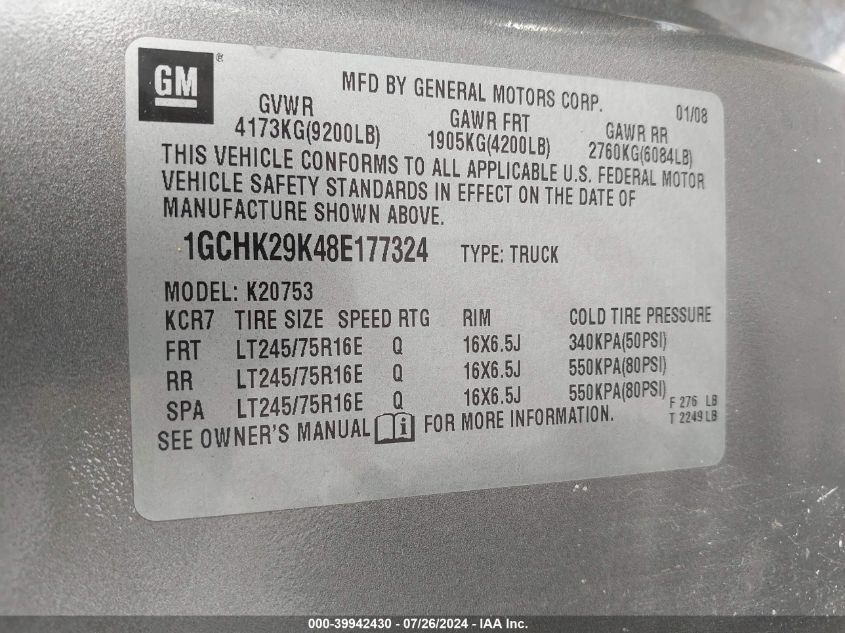 GM®
MFD BY GENERAL MOTORS CORP. 01/08
GVWR GAWR FRT GAWR RR
4173KG(9200LB) 1905KG(4200LB) 2760KG(6084LB)
THIS VEHICLE CONFORMS TO ALL APPLICABLE U.S. FEDERAL MOTOR
VEHICLE SAFETY STANDARDS IN EFFECT ON THE DATE OF
MANUFACTURE SHOWN ABOVE.
1GCHK29K48E177324 TYPE: TRUCK
MODEL: K20753
KCR7 TIRE SIZE SPEED RTG RIM COLD TIRE PRESSURE
FRT LT245/75R16E Q 16X6.5J 340KPA(50PSI)
RR LT245/75R16E Q 16X6.5J 550KPA(80PSI)
SPA LT245/75R16E Q 16X6.5J 550KPA(80PSI) F 276 LB
SEE OWNER'S MANUAL FOR MORE INFORMATION. T 2249 LB
000-39942430 - 07/26/2024 - IAA Inc.